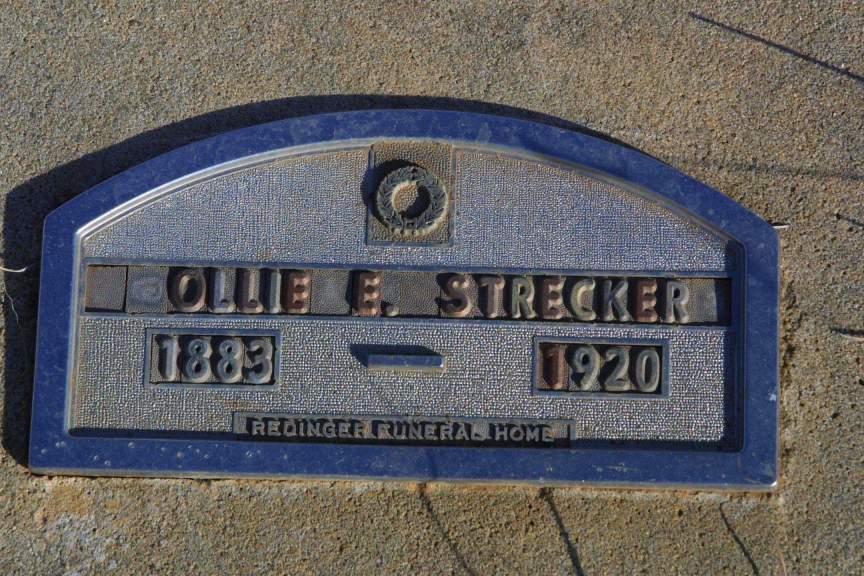 OLLIE E. STRECKER
1883 - 1920
REDINGER FUNERAL HOME